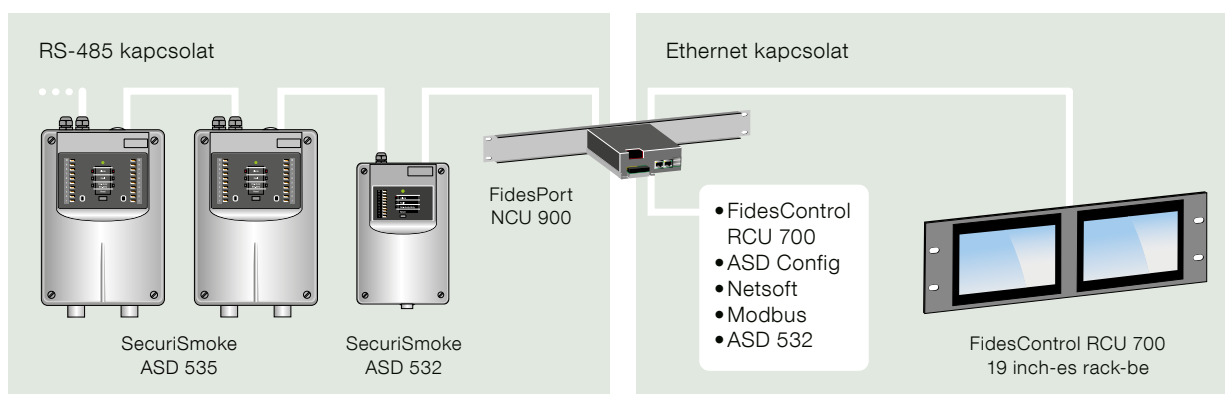 RS-485 kapcsolat
SecuriSmoke
ASD 535
SecuriSmoke
ASD 532
FidesPort
NCU 900
Ethernet kapcsolat
•FidesControl
RCU 700
•ASD Config
•Netsoft
•Modbus
•ASD 532
FidesControl RCU 700
19 inch-es rack-be